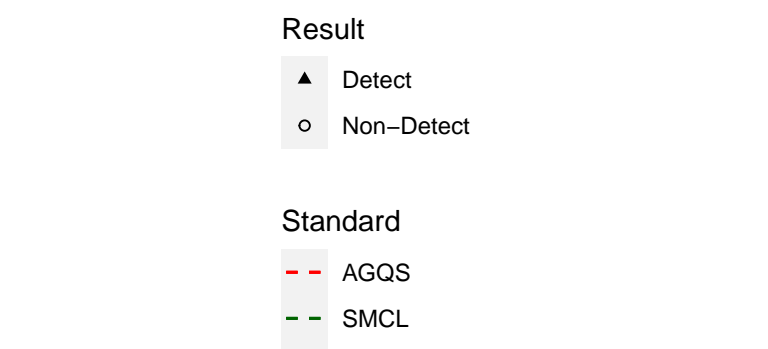 Result
Detect
Non−Detect
Standard
AGQS
SMCL